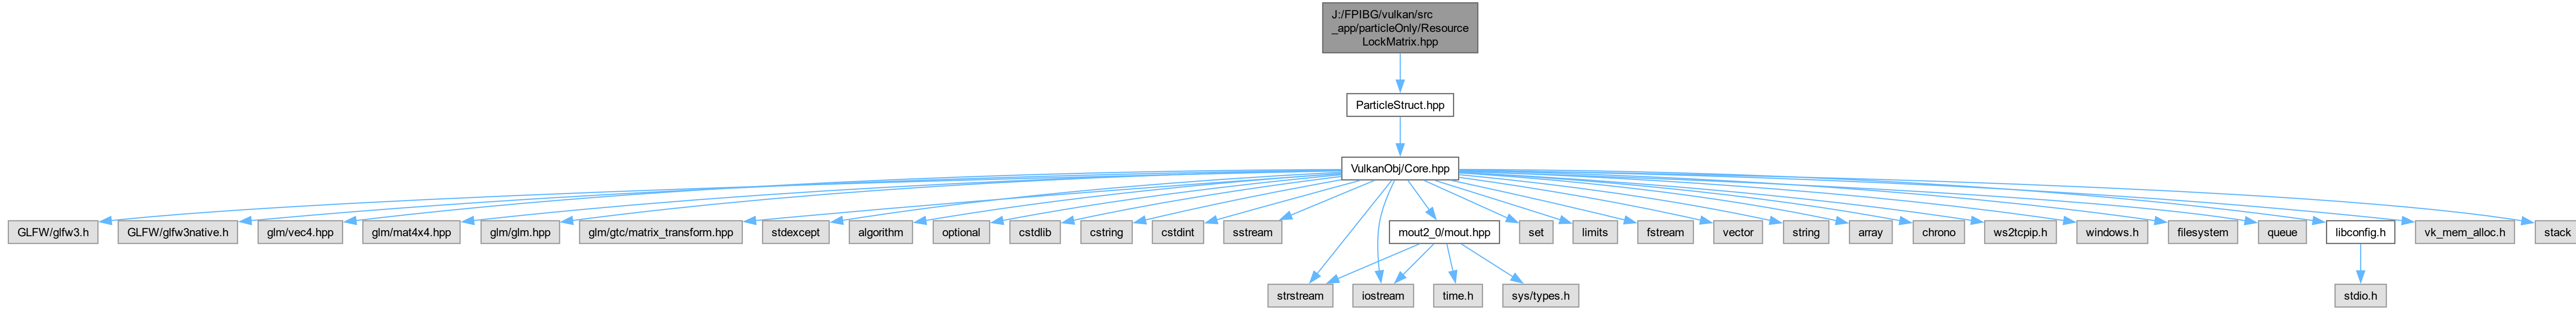 J:/FPIBG/vulkan/src
_app/particleOnly/Resource
LockMatrix.hpp
ParticleStruct.hpp
VulkanObj/Core.hpp
GLFW/glfw3.h
GLFW/glfw3native.h
glm/vec4.hpp
glm/mat4x4.hpp
glm/glm.hpp
glm/gtc/matrix_transform.hpp
stdexcept
algorithm
optional
cstdlib
cstring
cstdint
sstream
mout2_0/mout.hpp
set
limits
fstream
vector
string
array
chrono
ws2tcpip.h
windows.h
filesystem
queue
libconfig.h
vk_mem_alloc.h
stack
strstream
iostream
time.h
sys/types.h
stdio.h